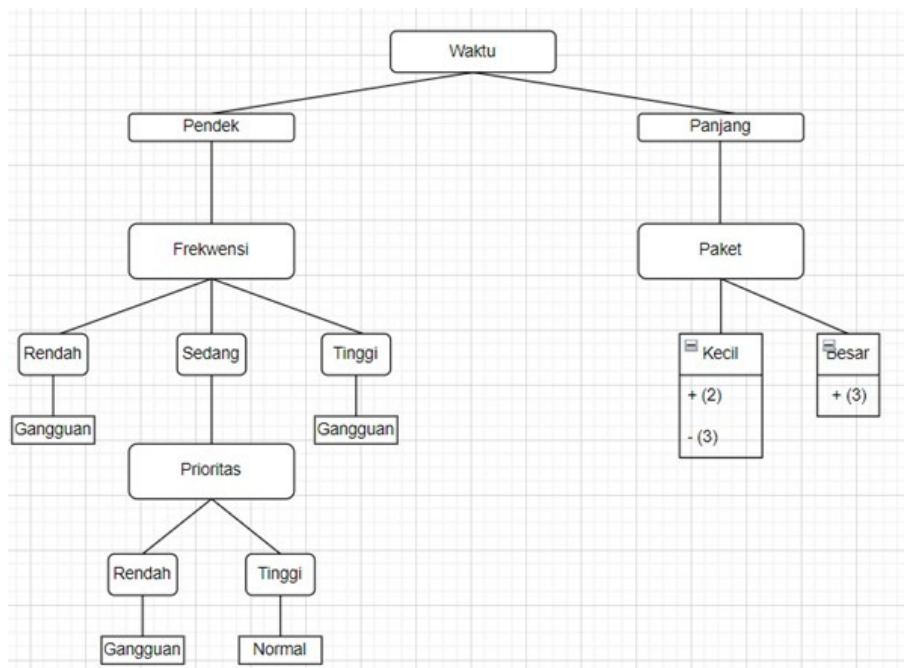 Waktu
Pendek
Panjang
Frekwensi
Paket
Rendah
Sedang
Tinggi
Kecil
Besar
+ (2)
- (3)
+ (3)
Gangguan
Gangguan
Prioritas
Rendah
Tinggi
Gangguan
Normal